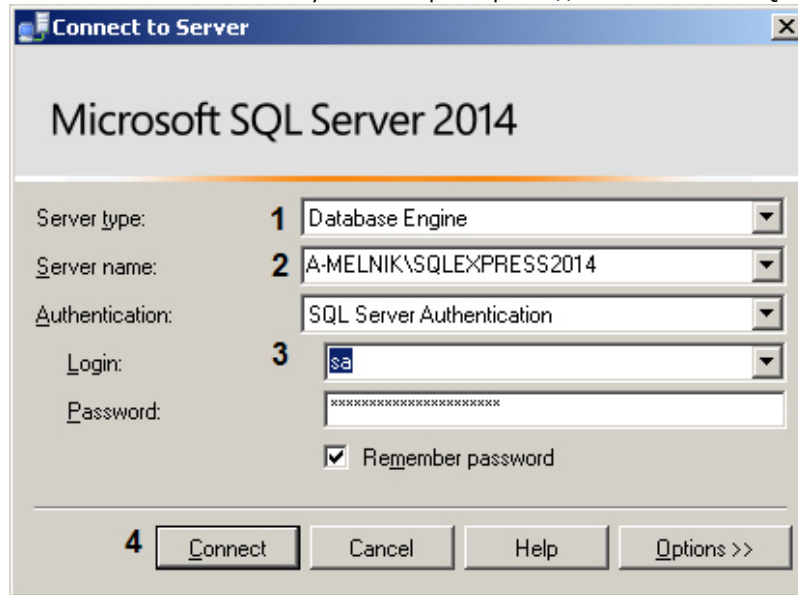 Connect to Server
Microsoft SQL Server 2014
Server type: 1 Database Engine
Server name: 2 A-MELNIK\SQLEXPRESS2014
Authentication: SQL Server Authentication
Login: 3 sa
Password: **********************
Remember password
4 Connect Cancel Help Options >>